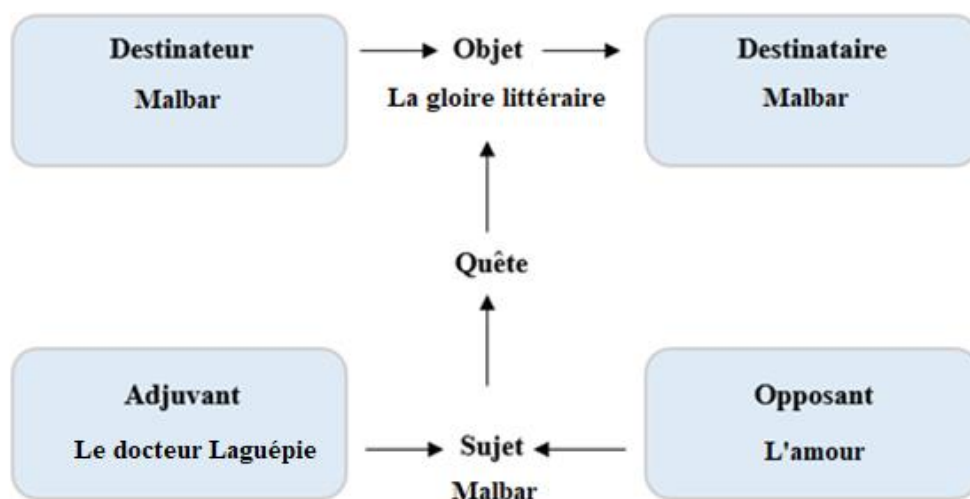 Destinateur
Malbar
Objet
La gloire littéraire
Destinataire
Malbar
Quête
Adjuvant
Le docteur Laguépie
Sujet
Malbar
Opposant
L'amour